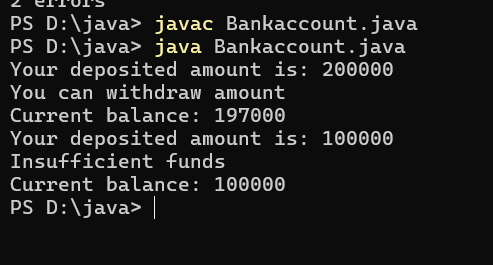 2 errors
PS D:\java> javac Bankaccount.java
PS D:\java> java Bankaccount.java
Your deposited amount is: 200000
You can withdraw amount
Current balance: 197000
Your deposited amount is: 100000
Insufficient funds
Current balance: 100000
PS D:\java>